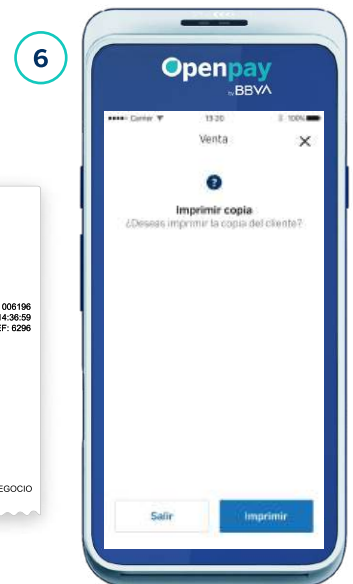 6
Openpay
by BBVA
Carrier
13:20
100%
Venta
Imprimir copia
¿Deseas imprimir la copia del cliente?
006196
14:36:59
EF: 6296
EGOCIO
Salir
Imprimir